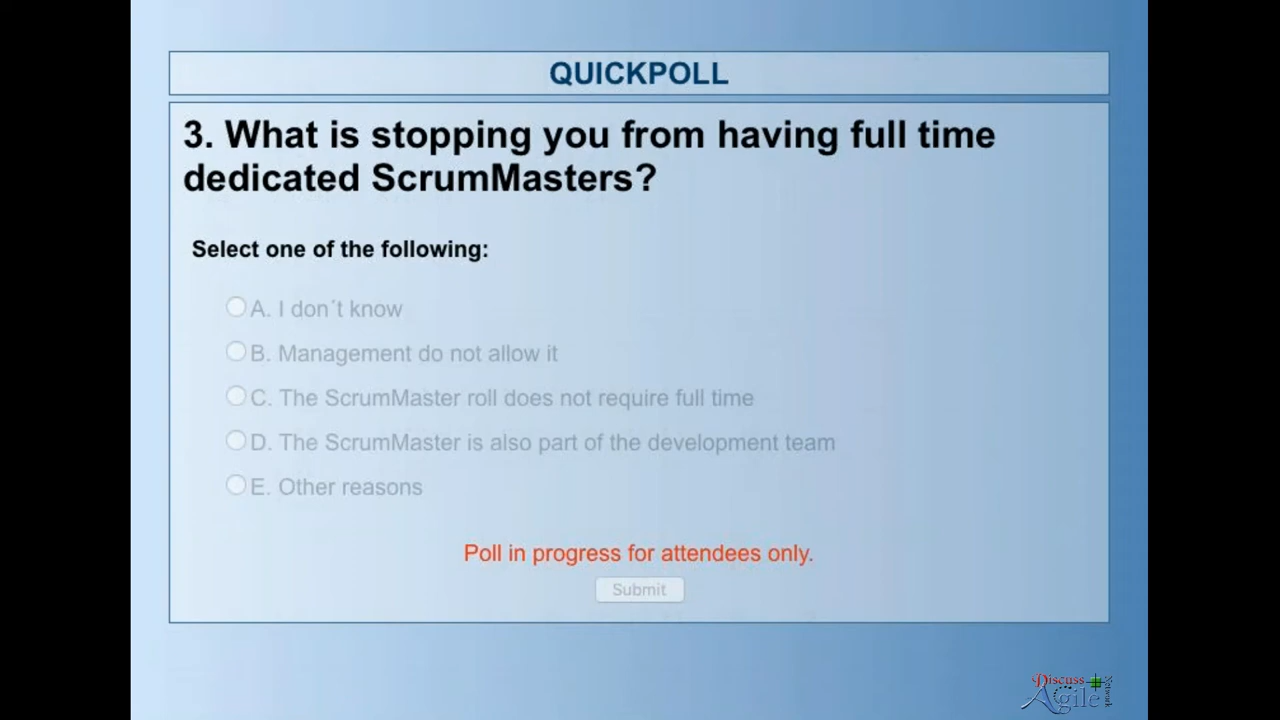 QUICKPOLL
3. What is stopping you from having full time
dedicated ScrumMasters?
Select one of the following:
A. I don´t know
B. Management do not allow it
C. The ScrumMaster roll does not require full time
D. The ScrumMaster is also part of the development team
E. Other reasons
Poll in progress for attendees only.
Submit
Discuss
Agile
Network